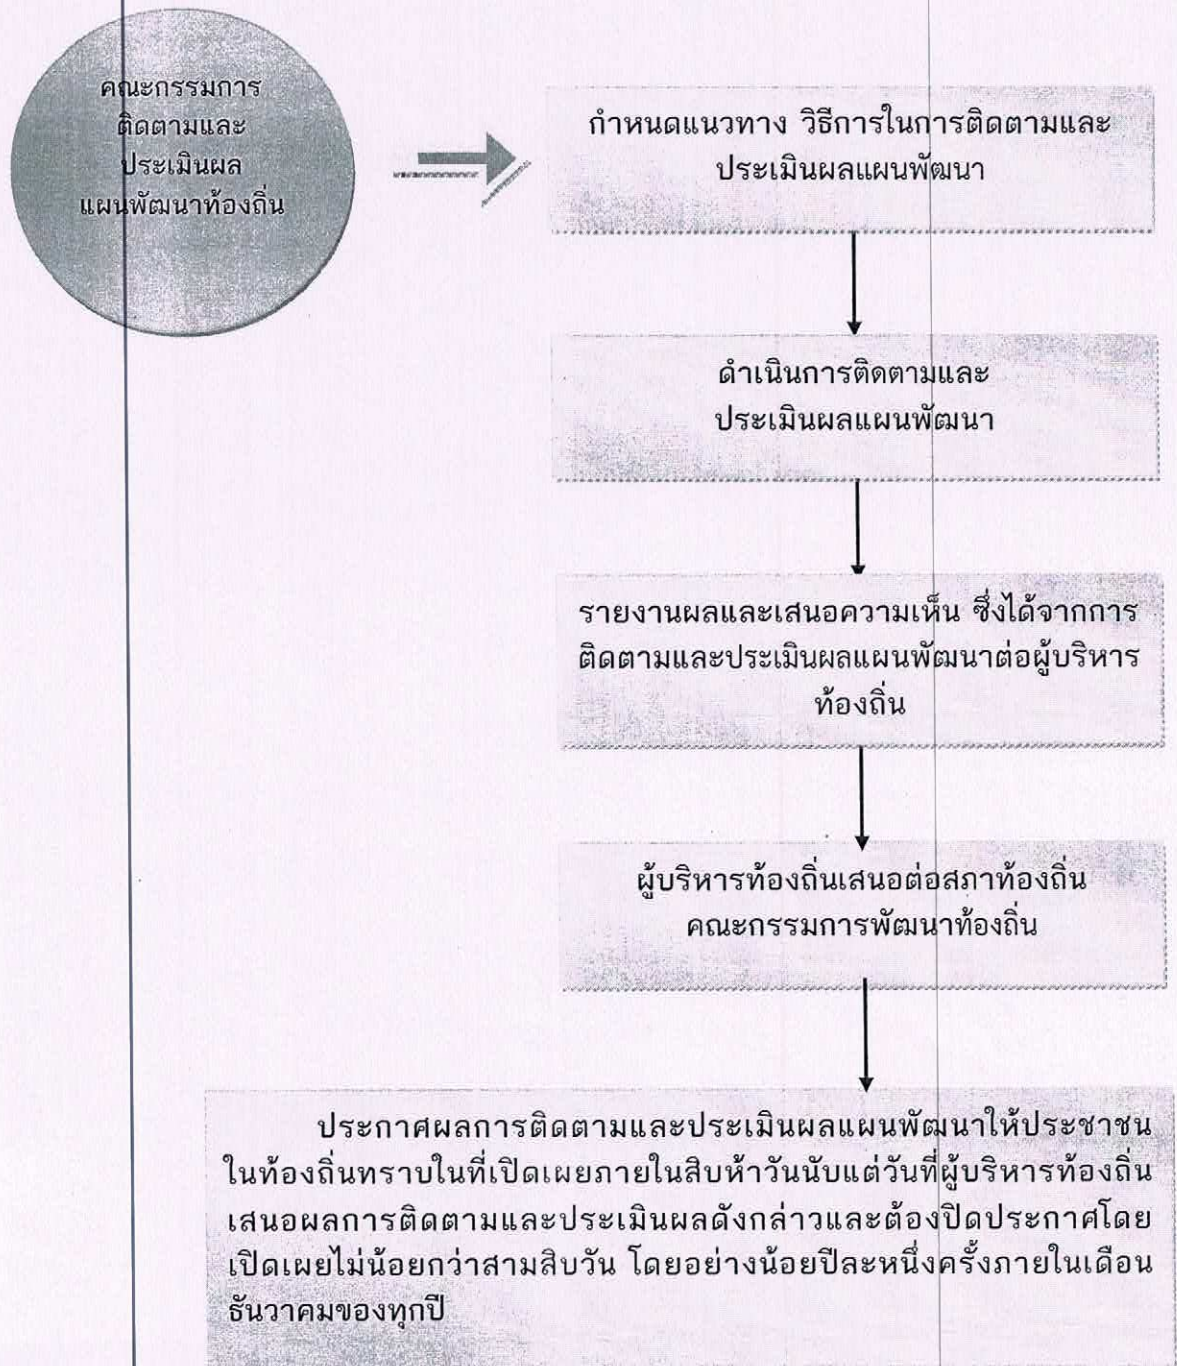 คณะกรรมการ
ติดตามและ
ประเมินผล
แผนพัฒนาท้องถิ่น
กำหนดแนวทาง วิธีการในการติดตามและ
ประเมินผลแผนพัฒนา
ดำเนินการติดตามและ
ประเมินผลแผนพัฒนา
รายงานผลและเสนอความเห็น ซึ่งได้จากการ
ติดตามและประเมินผลแผนพัฒนาต่อผู้บริหาร
ท้องถิ่น
ผู้บริหารท้องถิ่นเสนอต่อสภาท้องถิ่น
คณะกรรมการพัฒนาท้องถิ่น
ประกาศผลการติดตามและประเมินผลแผนพัฒนาให้ประชาชน
ในท้องถิ่นทราบในที่เปิดเผยภายในสิบห้าวันนับแต่วันที่ผู้บริหารท้องถิ่น
เสนอผลการติดตามและประเมินผลดังกล่าวและต้องปิดประกาศโดย
เปิดเผยไม่น้อยกว่าสามสิบวัน โดยอย่างน้อยปีละหนึ่งครั้งภายในเดือน
ธันวาคมของทุกปี